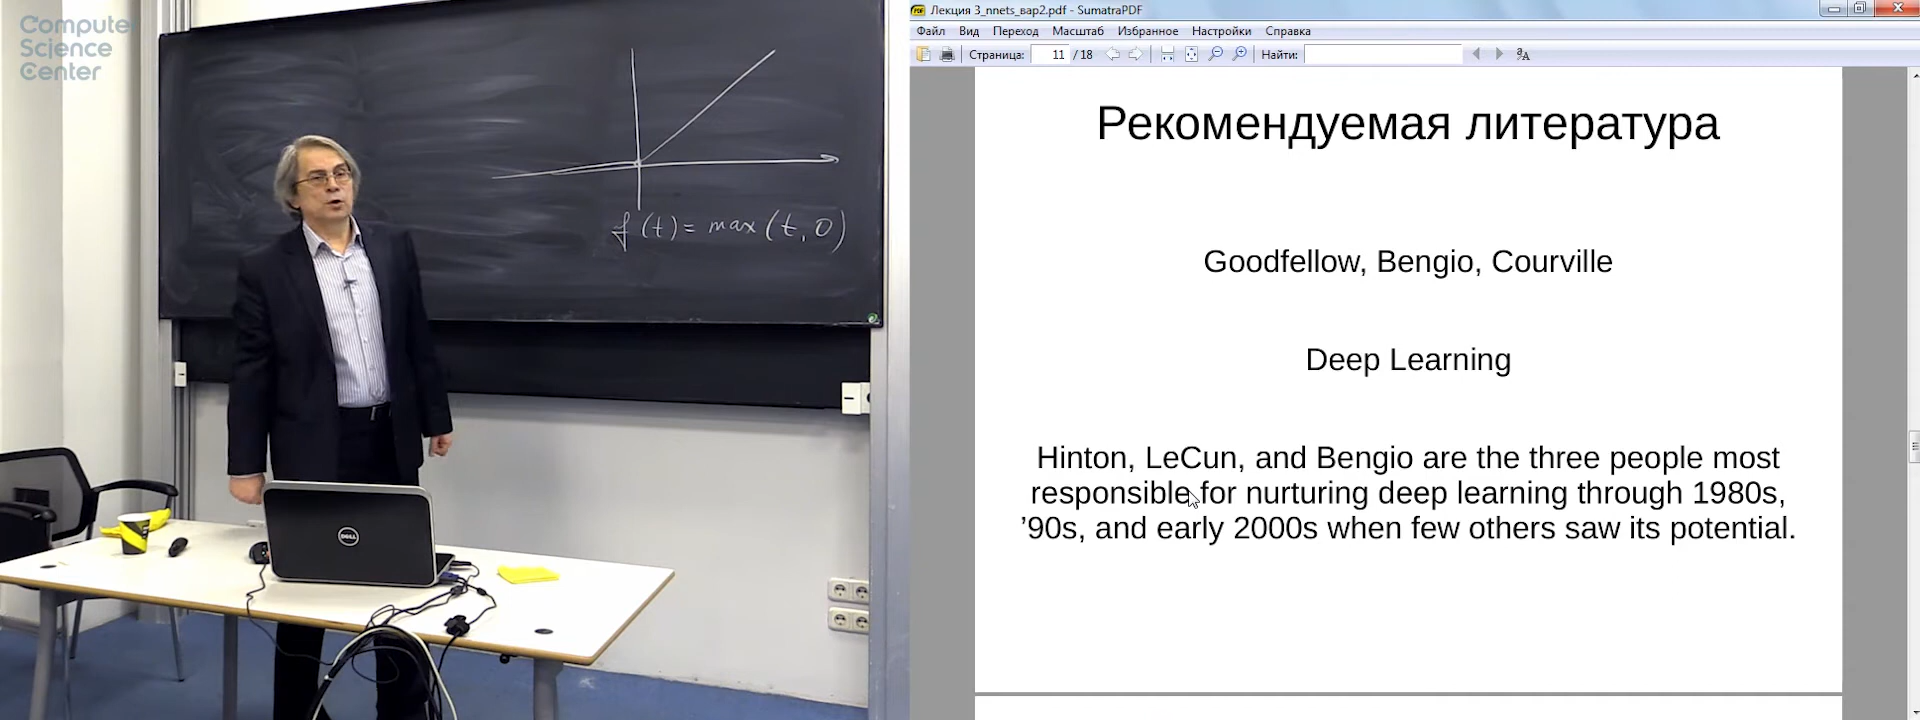 Computer
Science
Center
f(t) = max(t, 0)
DELL
Лекция 3_nnets_вар2.pdf - SumatraPDF
Файл Вид Переход Масштаб Избранное Настройки Справка
Страница: 11 / 18 Найти:
Рекомендуемая литература
Goodfellow, Bengio, Courville
Deep Learning
Hinton, LeCun, and Bengio are the three people most
responsible for nurturing deep learning through 1980s,
’90s, and early 2000s when few others saw its potential.